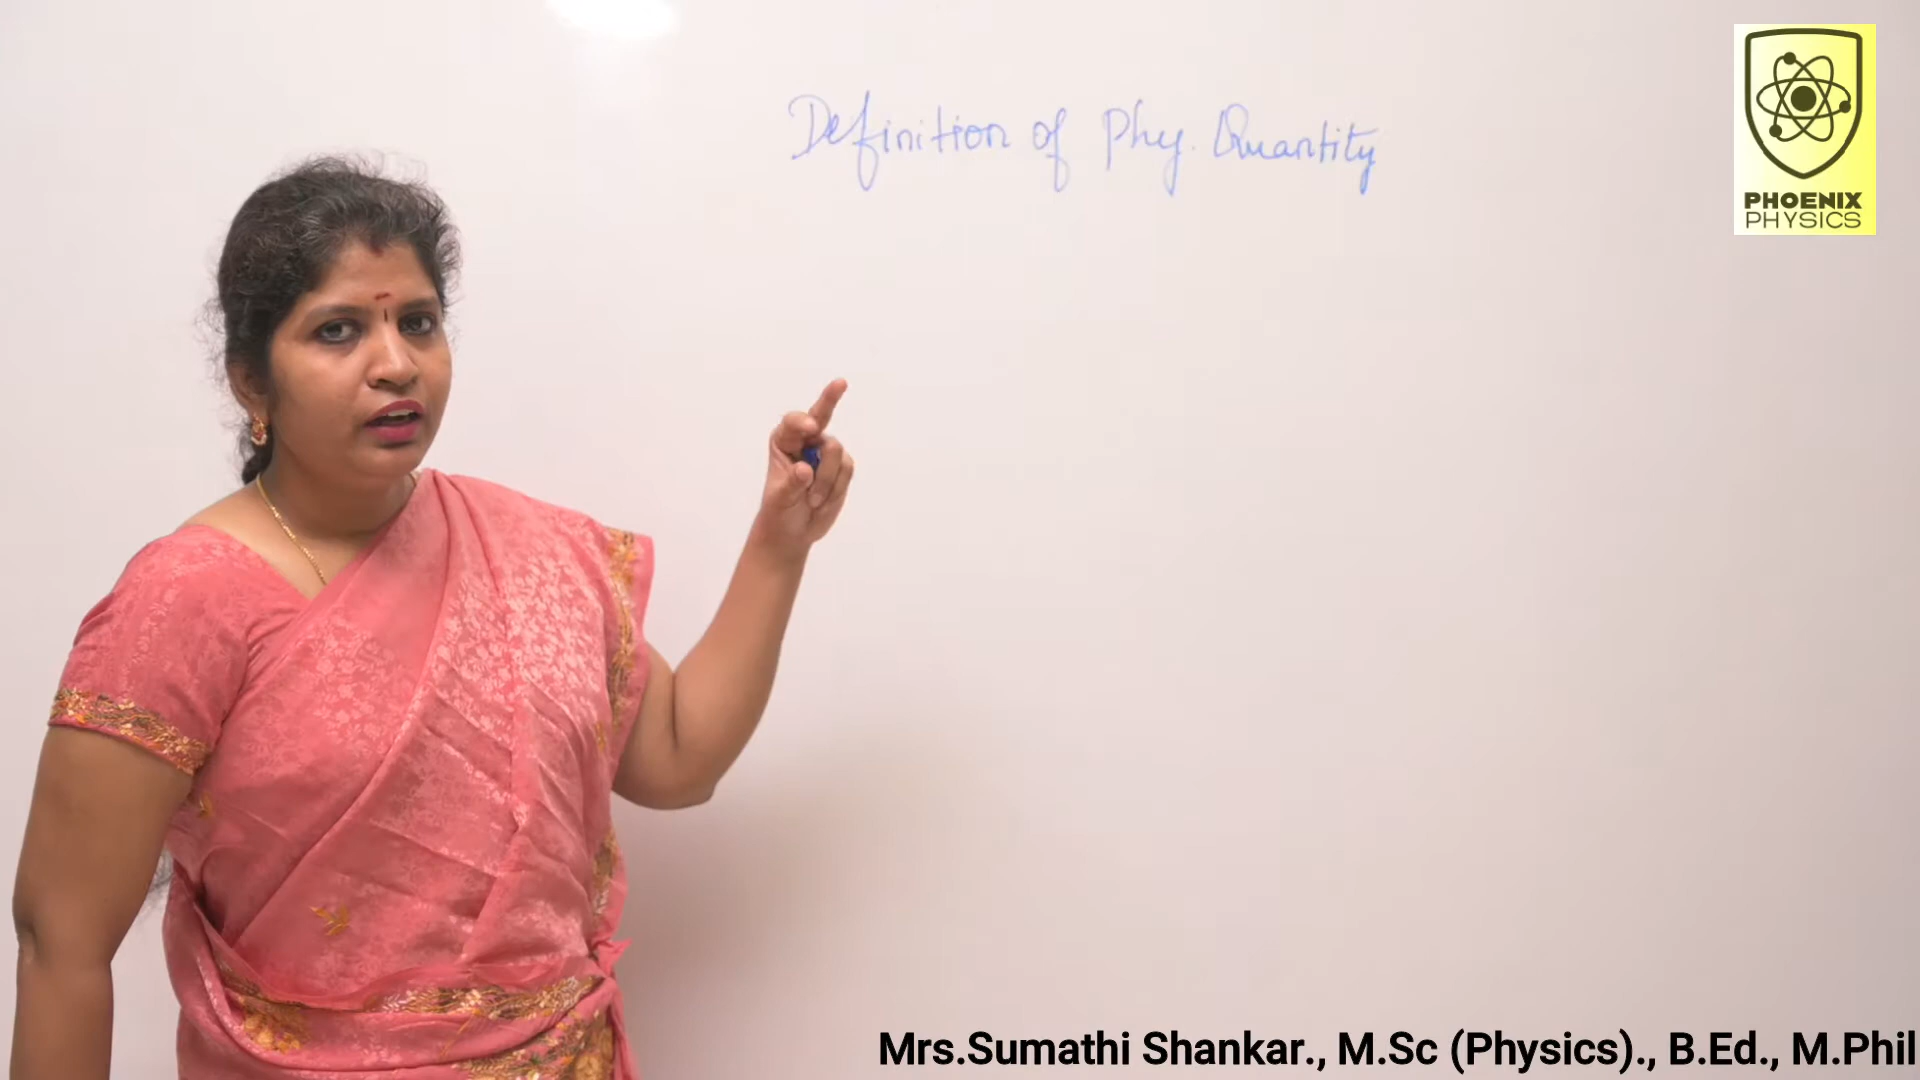 Definition of Phy. Quantity
PHOENIX
PHYSICS
Mrs.Sumathi Shankar., M.Sc (Physics)., B.Ed., M.Phil